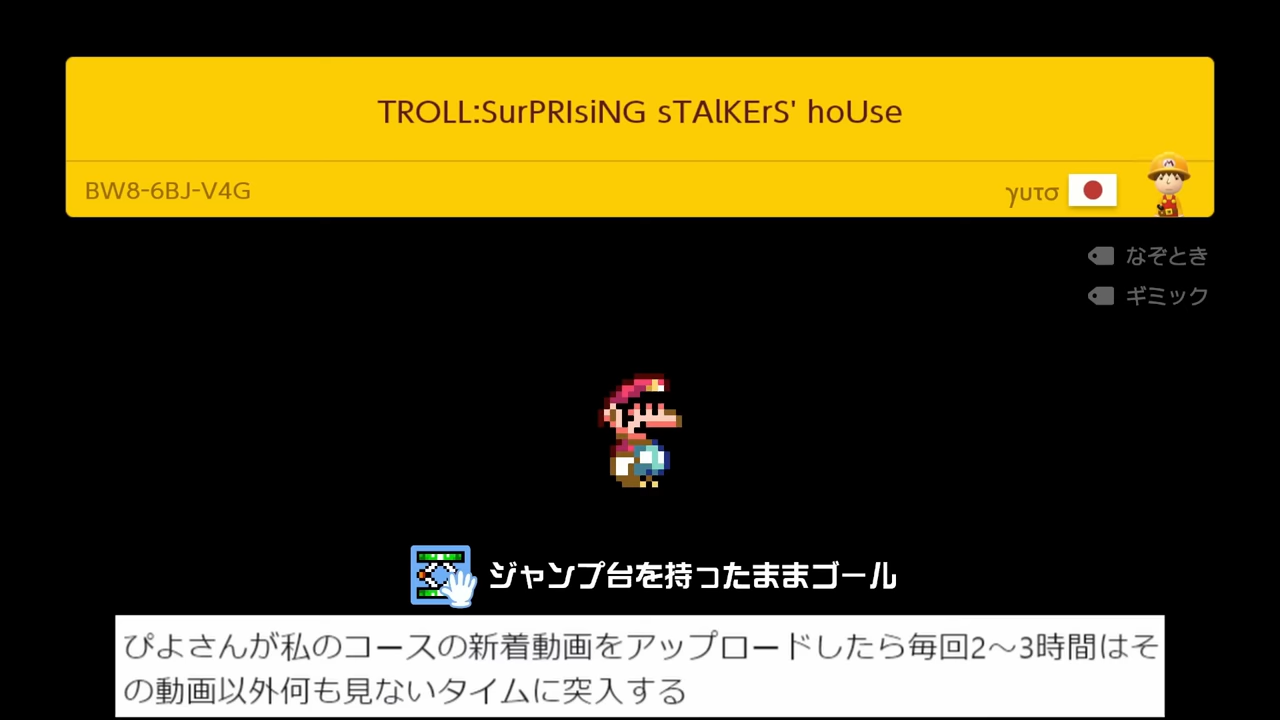 TROLL:SurPRIsiNG sTAlKErS' hoUse
BW8-6BJ-V4G
γυτσ
なぞとき
ギミック
ジャンプ台を持ったままゴール
ぴよさんが私のコースの新着動画をアップロードしたら毎回2～3時間はそ
の動画以外何も見ないタイムに突入する